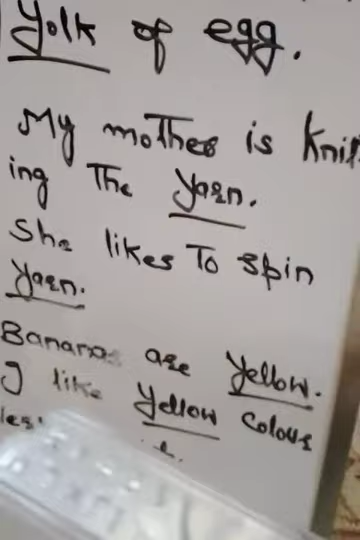 Yolk of egg.
My mother is knit
ing The yarn.
She likes To spin
yarn.
Bananas are yellow.
I like yellow colour
les.